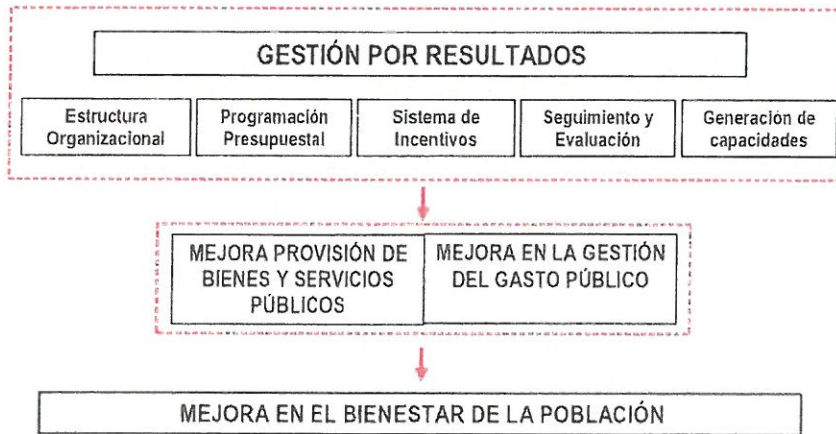 GESTIÓN POR RESULTADOS
Estructura
Organizacional
Programación
Presupuestal
Sistema de
Incentivos
Seguimiento y
Evaluación
Generación de
capacidades
MEJORA PROVISIÓN DE
BIENES Y SERVICIOS
PÚBLICOS
MEJORA EN LA GESTIÓN
DEL GASTO PÚBLICO
MEJORA EN EL BIENESTAR DE LA POBLACIÓN